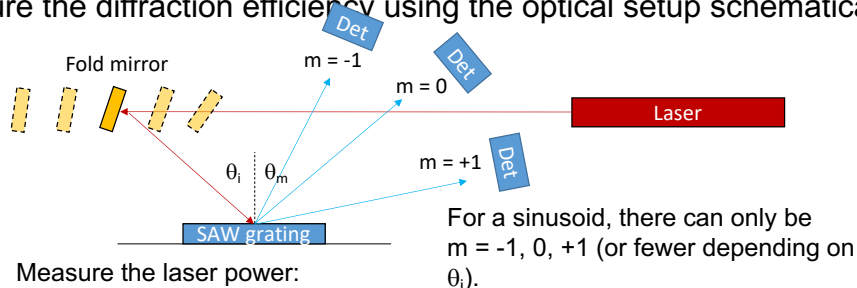 ure the diffraction efficiency using the optical setup schematica
Det
Fold mirror
m = -1
Det
m = 0
Laser
m = +1
Det
θi
θm
SAW grating
For a sinusoid, there can only be
m = -1, 0, +1 (or fewer depending on
θi).
Measure the laser power: